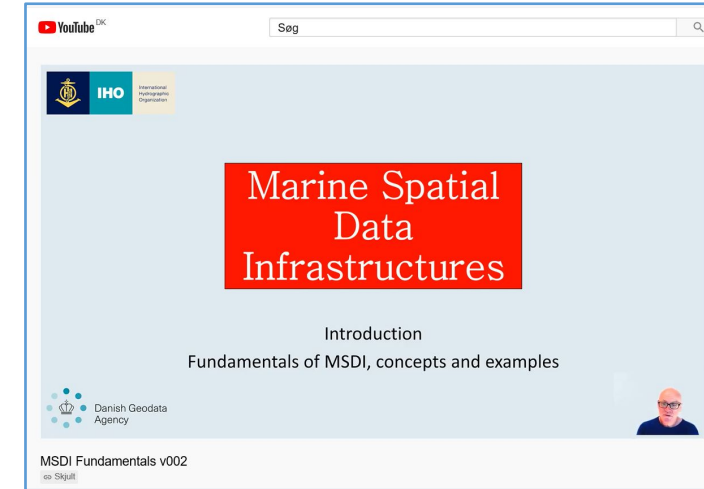 YouTube DK
Søg
IHO
International
Hydrographic
Organization
Marine Spatial
Data
Infrastructures
Introduction
Fundamentals of MSDI, concepts and examples
Danish Geodata
Agency
MSDI Fundamentals v002
Skjult